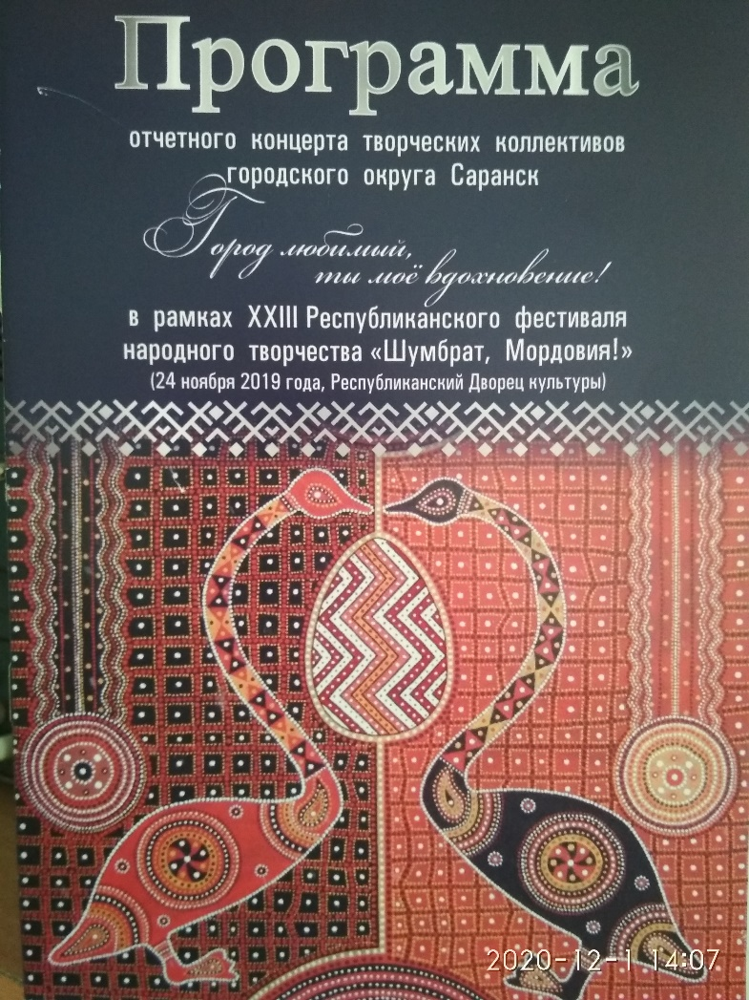 Программа
отчетного концерта творческих коллективов
городского округа Саранск
Город любимый,
ты моё вдохновение!
в рамках XXIII Республиканского фестиваля
народного творчества «Шумбрат, Мордовия!»
(24 ноября 2019 года, Республиканский Дворец культуры)
2020-12-1 14:07